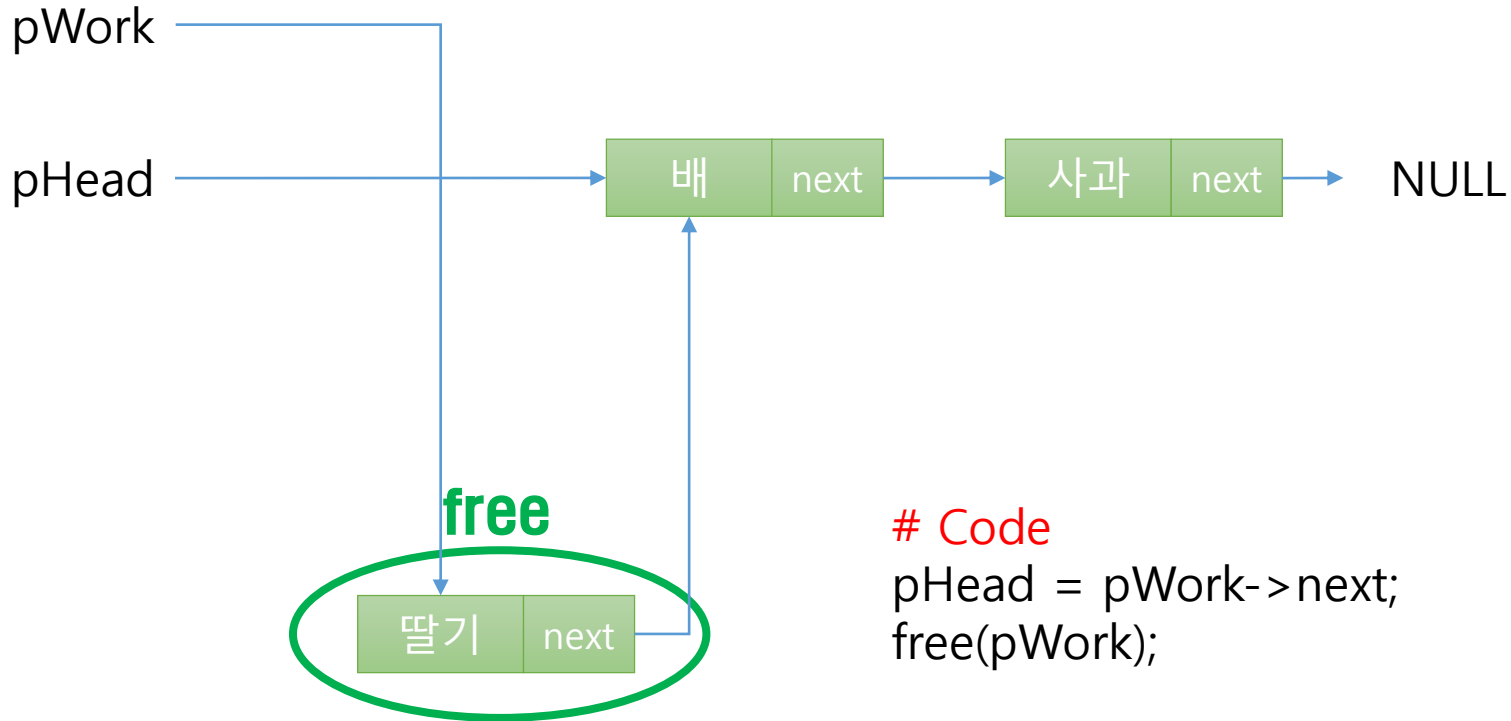 pWork
pHead
배 next
사과 next
NULL
free
딸기 next
# Code
pHead = pWork->next;
free(pWork);